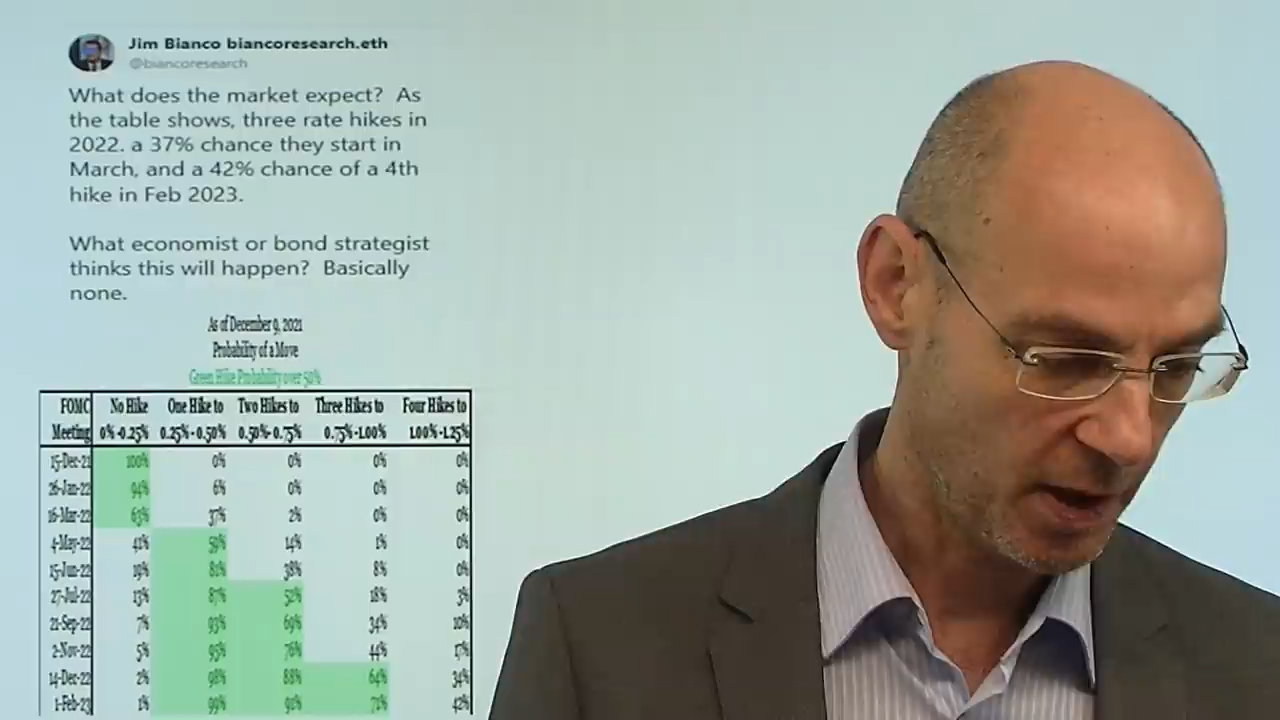 Jim Bianco biancoresearch.eth
@biancoresearch
What does the market expect? As
the table shows, three rate hikes in
2022. a 37% chance they start in
March, and a 42% chance of a 4th
hike in Feb 2023.
What economist or bond strategist
thinks this will happen? Basically
none.
As of December 9, 2021
Probability of a Move
Green Hike Probability over 50%
FOMC No Hike One Hike to Two Hikes to Three Hikes to Four Hikes to
Meeting 0%-0.25% 0.25%-0.50% 0.50%-0.75% 0.75%-1.00% 1.00%-1.25%
15-Dec-21 100% 0% 0% 0% 0%
26-Jan-22 94% 6% 0% 0% 0%
16-Mar-22 63% 37% 2% 0% 0%
4-May-22 41% 59% 14% 1% 0%
15-Jun-22 19% 81% 38% 8% 0%
27-Jul-22 13% 87% 18% 3%
21-Sep-22 7% 93% 69% 34% 10%
2-Nov-22 5% 95% 76% 44% 17%
14-Dec-22 2% 98% 88% 64% 34%
1-Feb-23 1% 99% 91% 71% 42%